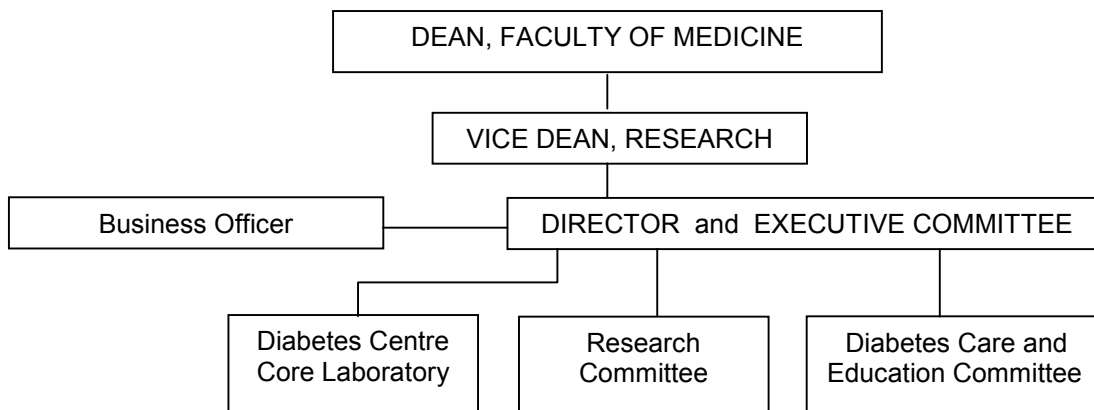 DEAN, FACULTY OF MEDICINE
VICE DEAN, RESEARCH
Business Officer
DIRECTOR and EXECUTIVE COMMITTEE
Diabetes Centre
Core Laboratory
Research
Committee
Diabetes Care and
Education Committee